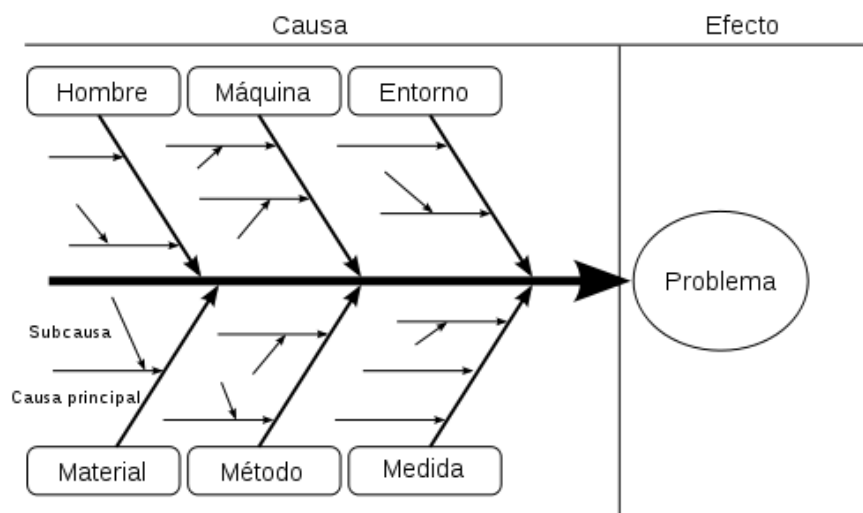 Causa
Efecto
Hombre
Máquina
Entorno
Problema
Subcausa
Causa principal
Material
Método
Medida